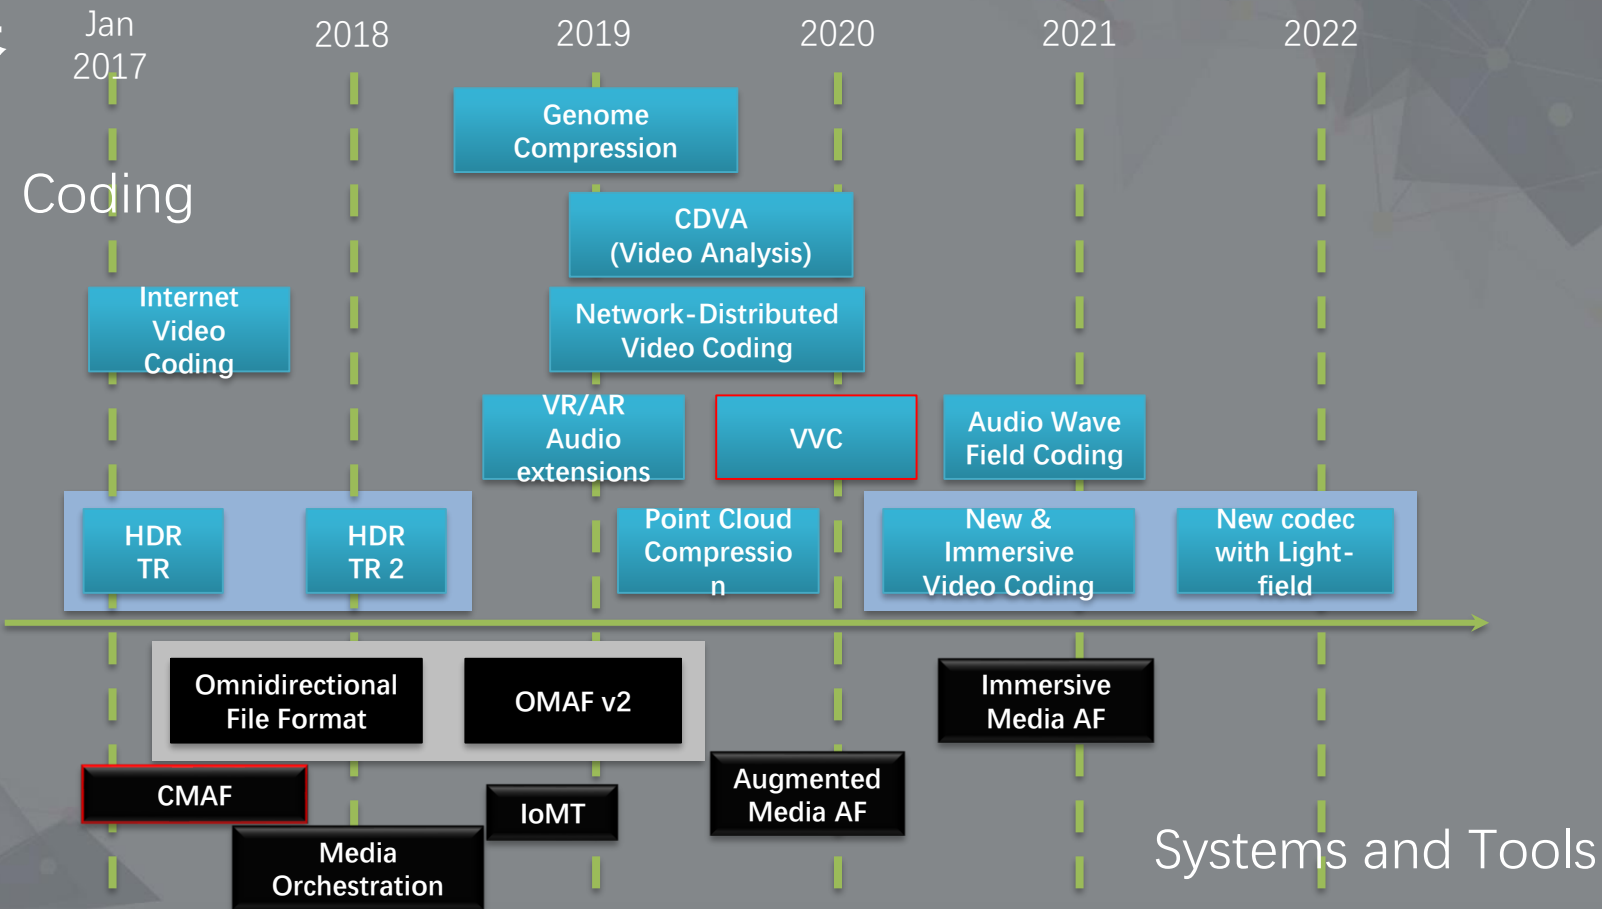 Jan
2017
2018
2019
2020
2021
2022
Genome
Compression
Coding
CDVA
(Video Analysis)
Internet
Video
Coding
Network-Distributed
Video Coding
VR/AR
Audio
extensions
VVC
Audio Wave
Field Coding
HDR
TR
HDR
TR 2
Point Cloud
Compressio
n
New &
Immersive
Video Coding
New codec
with Light-
field
Omnidirectional
File Format
OMAF v2
Immersive
Media AF
CMAF
IoMT
Augmented
Media AF
Media
Orchestration
Systems and Tools